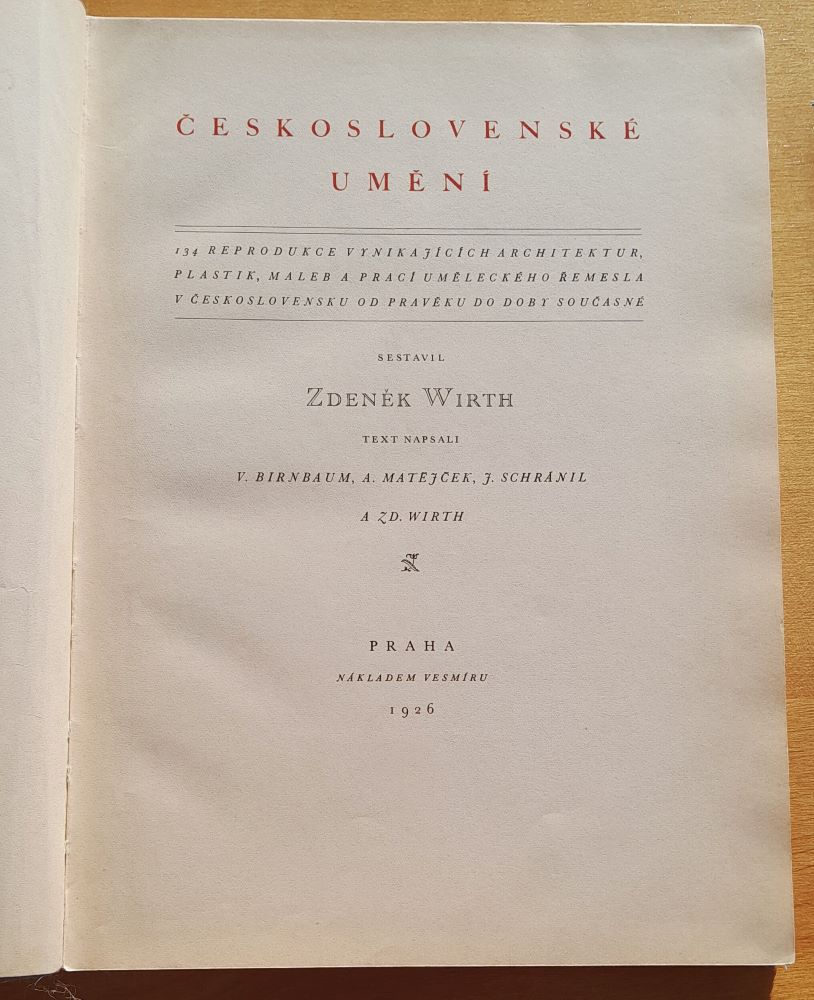 ČESKOSLOVENSKÉ
UMĚNÍ
134 REPRODUKCE VYNIKAJÍCÍCH ARCHITEKTUR,
PLASTIK, MALEB A PRACÍ UMĚLECKÉHO ŘEMESLA
V ČESKOSLOVENSKU OD PRAVĚKU DO DOBY SOUČASNÉ
SESTAVIL
ZDENĚK WIRTH
TEXT NAPSALI
V. BIRNBAUM, A. MATĚJČEK, J. SCHRÁNIL
A ZD. WIRTH
PRAHA
NÁKLADEM VESMÍRU
1926